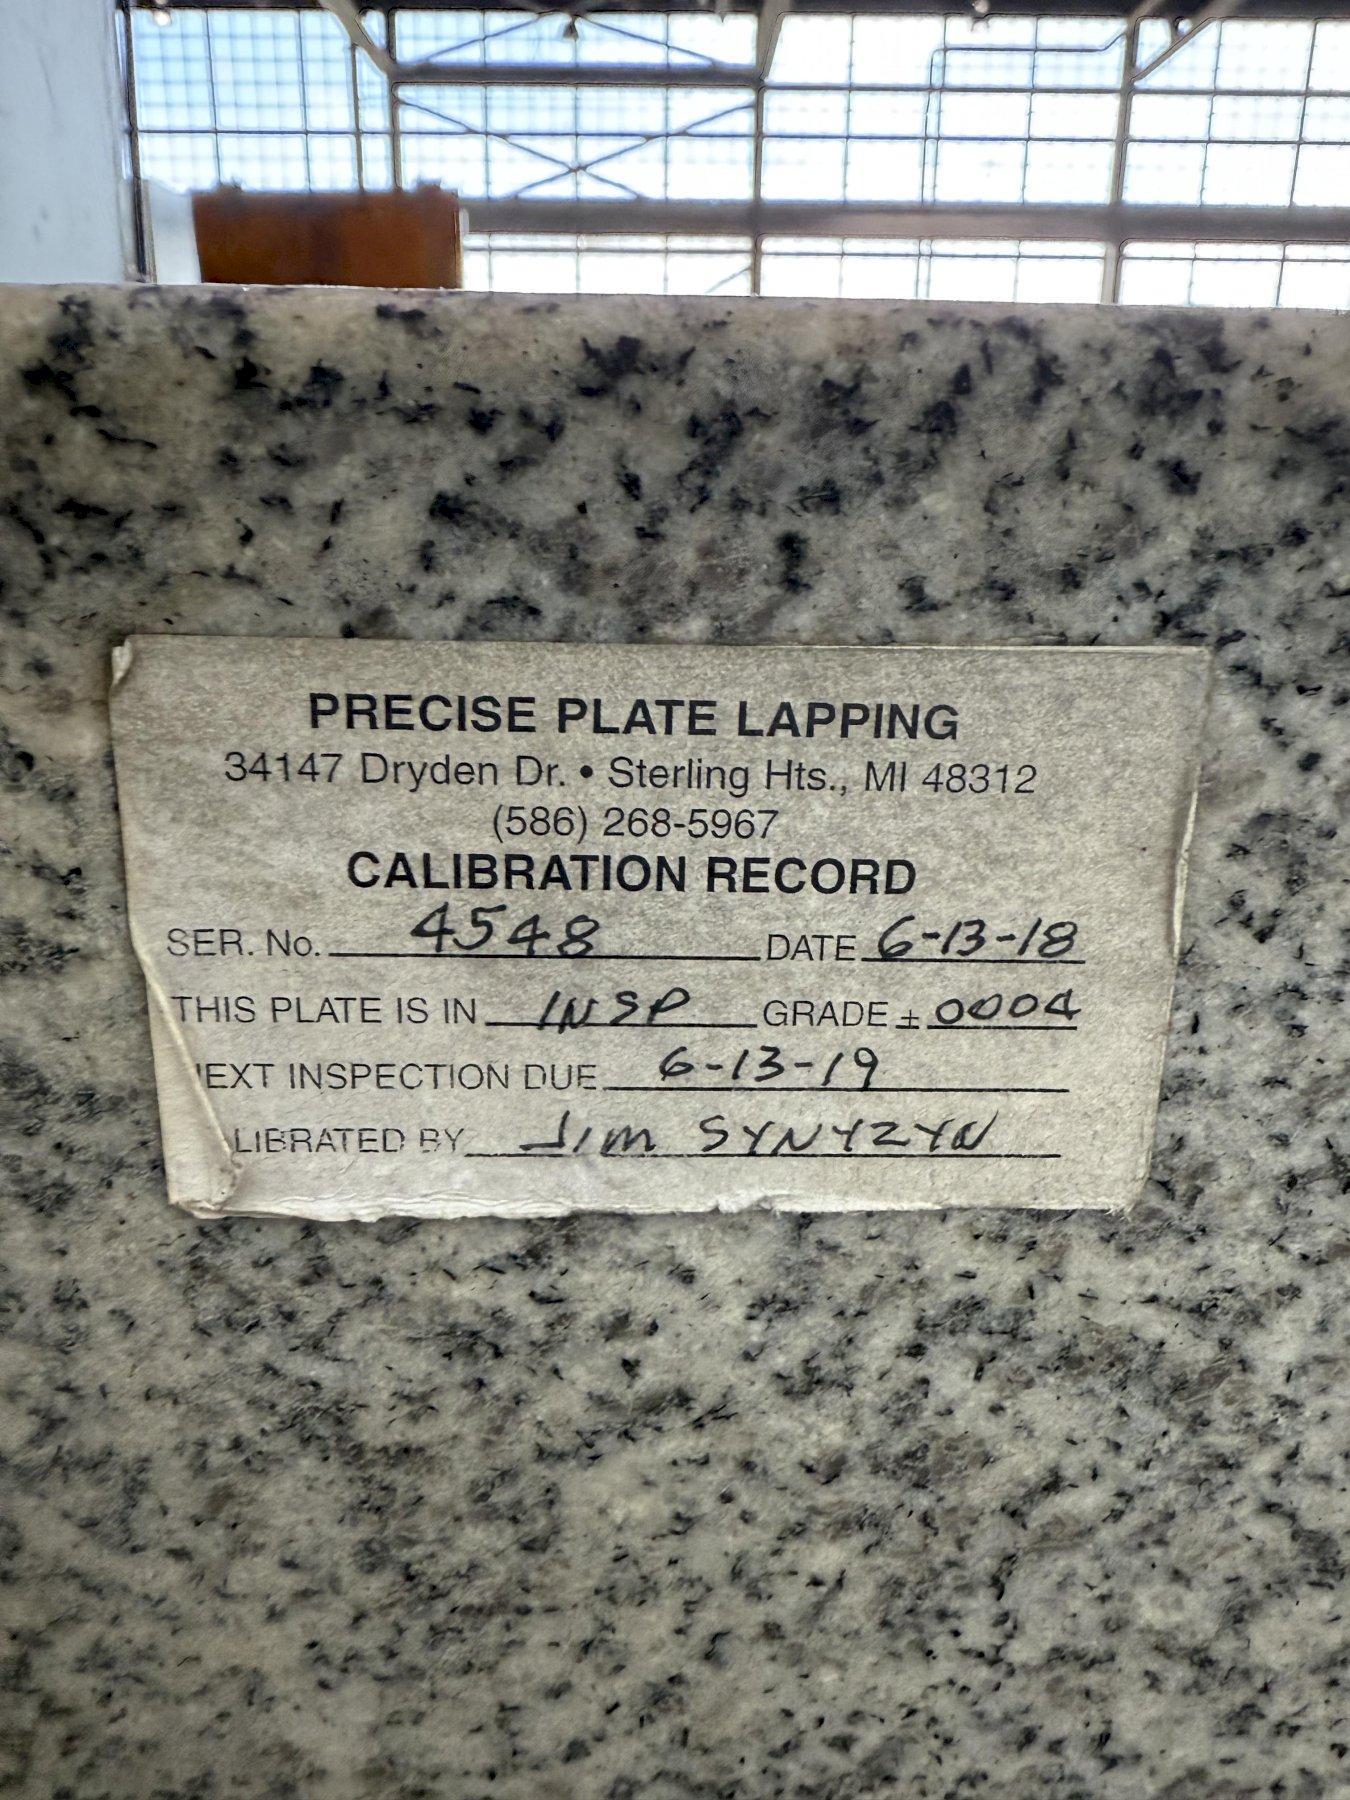 PRECISE PLATE LAPPING
34147 Dryden Dr. • Sterling Hts., MI 48312
(586) 268-5967
CALIBRATION RECORD
SER. No. 4548 DATE 6-13-18
THIS PLATE IS IN INSP GRADE ± 0004
EXT INSPECTION DUE 6-13-19
LIBRATED BY JIM SYNYZYN